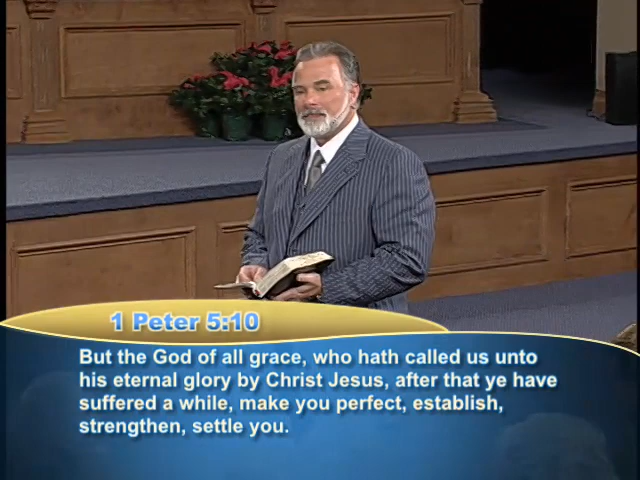 1 Peter 5:10
But the God of all grace, who hath called us unto
his eternal glory by Christ Jesus, after that ye have
suffered a while, make you perfect, establish,
strengthen, settle you.